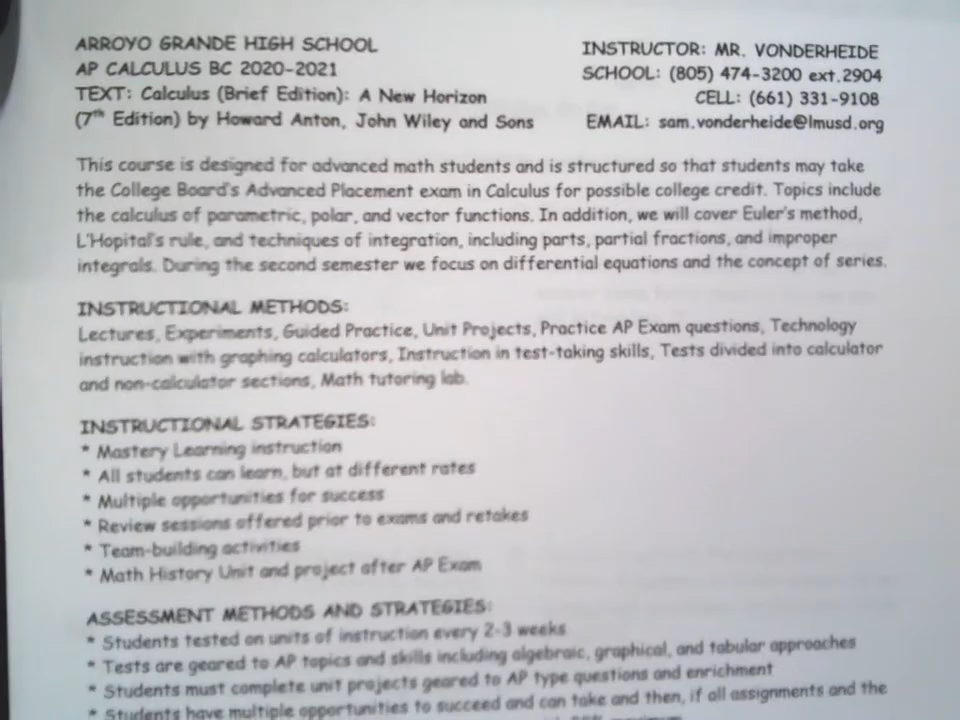 ARROYO GRANDE HIGH SCHOOL
AP CALCULUS BC 2020-2021
TEXT: Calculus (Brief Edition): A New Horizon
(7th Edition) by Howard Anton, John Wiley and Sons
INSTRUCTOR: MR. VONDERHEIDE
SCHOOL: (805) 474-3200 ext.2904
CELL: (661) 331-9108
EMAIL: sam.vonderheide@lmusd.org
This course is designed for advanced math students and is structured so that students may take
the College Board's Advanced Placement exam in Calculus for possible college credit. Topics include
the calculus of parametric, polar, and vector functions. In addition, we will cover Euler's method,
L'Hopital's rule, and techniques of integration, including parts, partial fractions, and improper
integrals. During the second semester we focus on differential equations and the concept of series.
INSTRUCTIONAL METHODS:
Lectures, Experiments, Guided Practice, Unit Projects, Practice AP Exam questions, Technology
instruction with graphing calculators, Instruction in test-taking skills, Tests divided into calculator
and non-calculator sections, Math tutoring lab.
INSTRUCTIONAL STRATEGIES:
* Mastery Learning instruction
* All students can learn, but at different rates
* Multiple opportunities for success
* Review sessions offered prior to exams and retakes
* Team-building activities
* Math History Unit and project after AP Exam
ASSESSMENT METHODS AND STRATEGIES:
* Students tested on units of instruction every 2-3 weeks
* Tests are geared to AP topics and skills including algebraic, graphical, and tabular approaches
* Students must complete unit projects geared to AP type questions and enrichment
* Students have multiple opportunities to succeed and can take and then, if all assignments and the